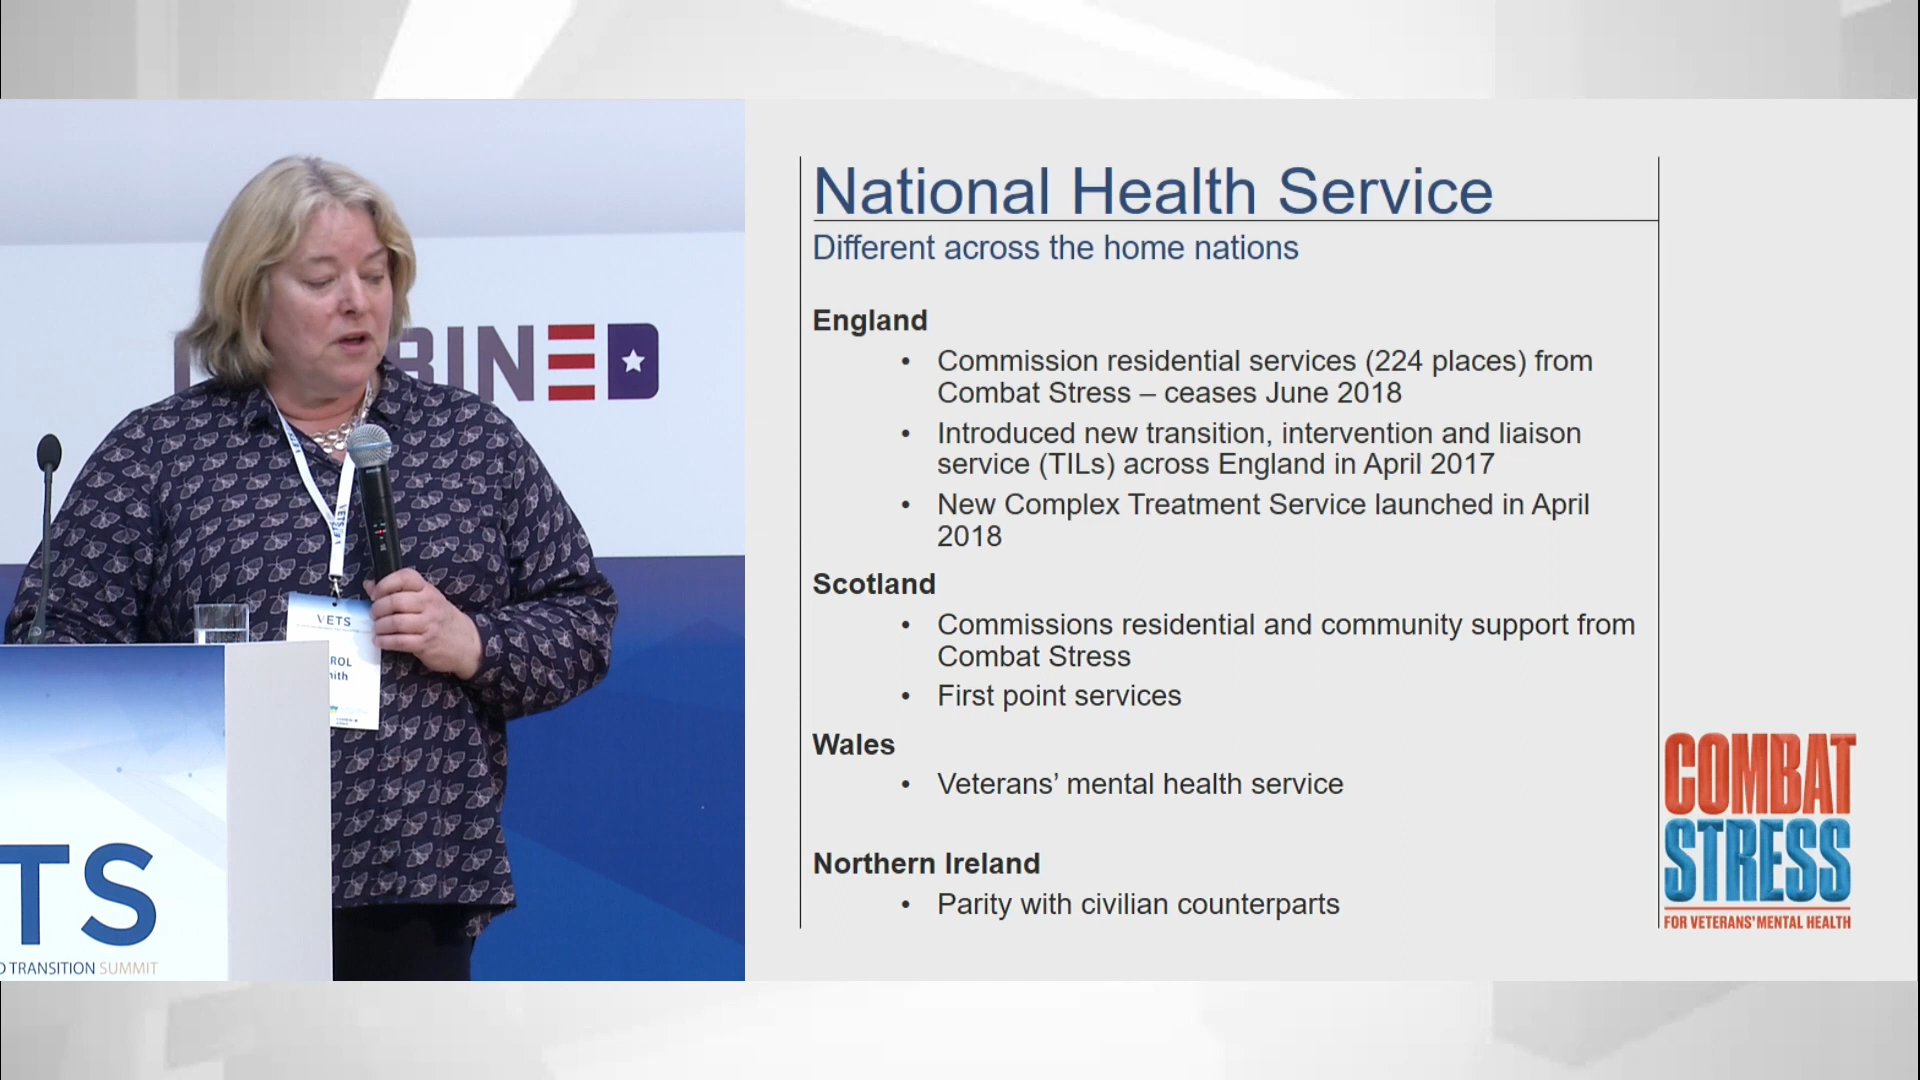 BINED
VETS
ROL
TS
TRANSITION SUMMIT
National Health Service
Different across the home nations
England
• Commission residential services (224 places) from
Combat Stress – ceases June 2018
• Introduced new transition, intervention and liaison
service (TILs) across England in April 2017
• New Complex Treatment Service launched in April
2018
Scotland
• Commissions residential and community support from
Combat Stress
• First point services
Wales
• Veterans’ mental health service
Northern Ireland
• Parity with civilian counterparts
COMBAT
STRESS
FOR VETERANS’ MENTAL HEALTH